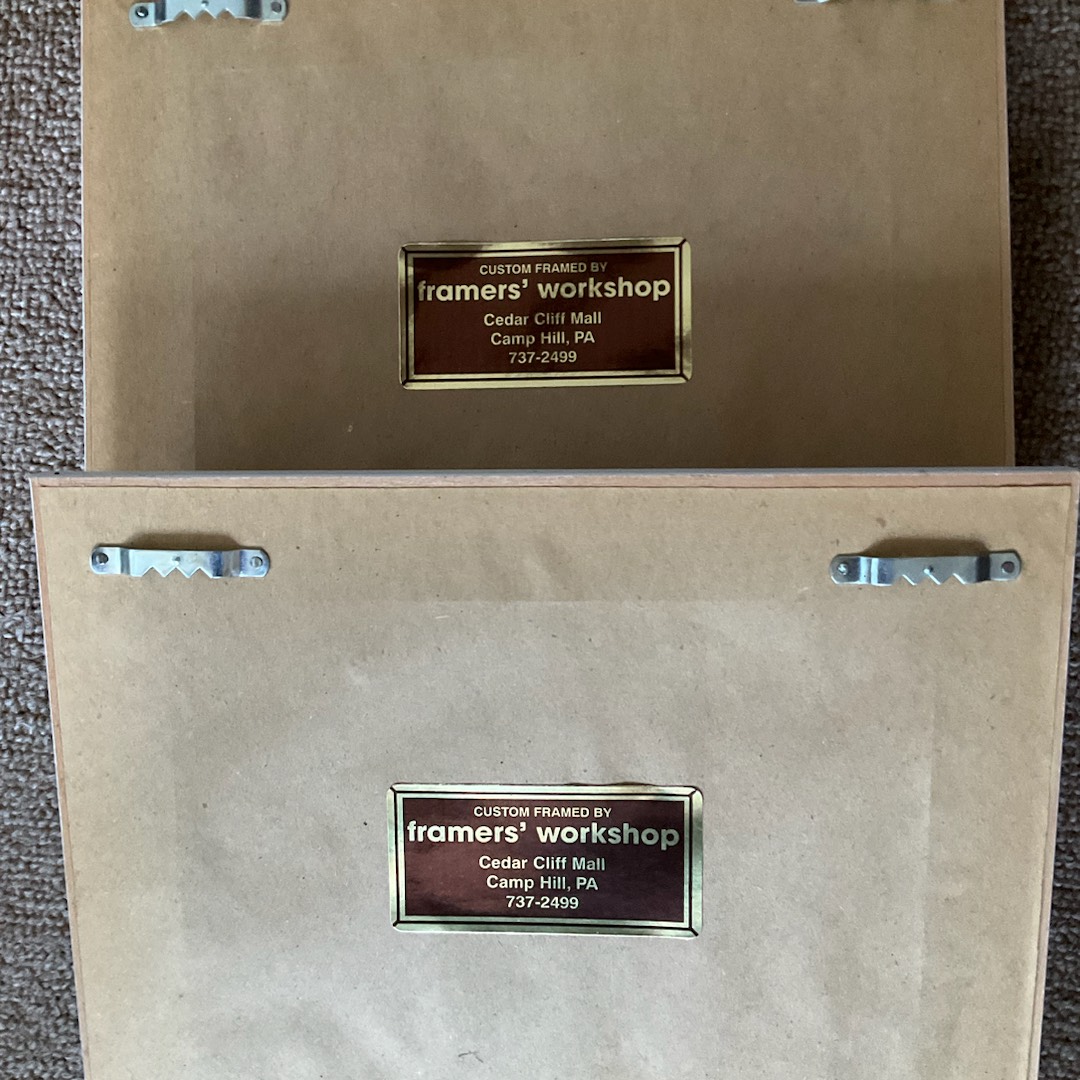 CUSTOM FRAMED BY
framers’ workshop
Cedar Cliff Mall
Camp Hill, PA
737-2499
CUSTOM FRAMED BY
framers’ workshop
Cedar Cliff Mall
Camp Hill, PA
737-2499